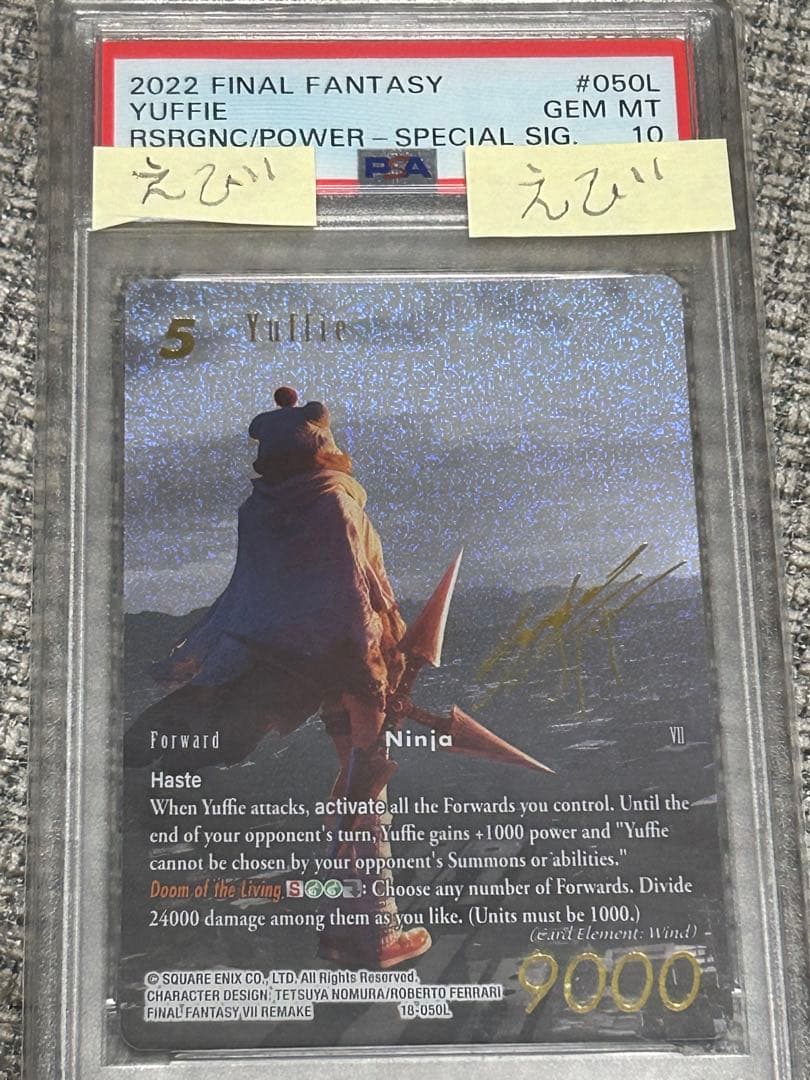 2022 FINAL FANTASY #050L
YUFFIE GEM MT
RSRGNC/POWER – SPECIAL SIG. 10
PSA
えび えび
5 Yuffie
Forward Ninja VII
Haste
When Yuffie attacks, activate all the Forwards you control. Until the
end of your opponent's turn, Yuffie gains +1000 power and "Yuffie
cannot be chosen by your opponent's Summons or abilities."
Doom of the Living S: Choose any number of Forwards. Divide
24000 damage among them as you like. (Units must be 1000.)
(Card Element: Wind)
9000
© SQUARE ENIX CO., LTD. All Rights Reserved.
CHARACTER DESIGN: TETSUYA NOMURA/ROBERTO FERRARI
FINAL FANTASY VII REMAKE 18-050L